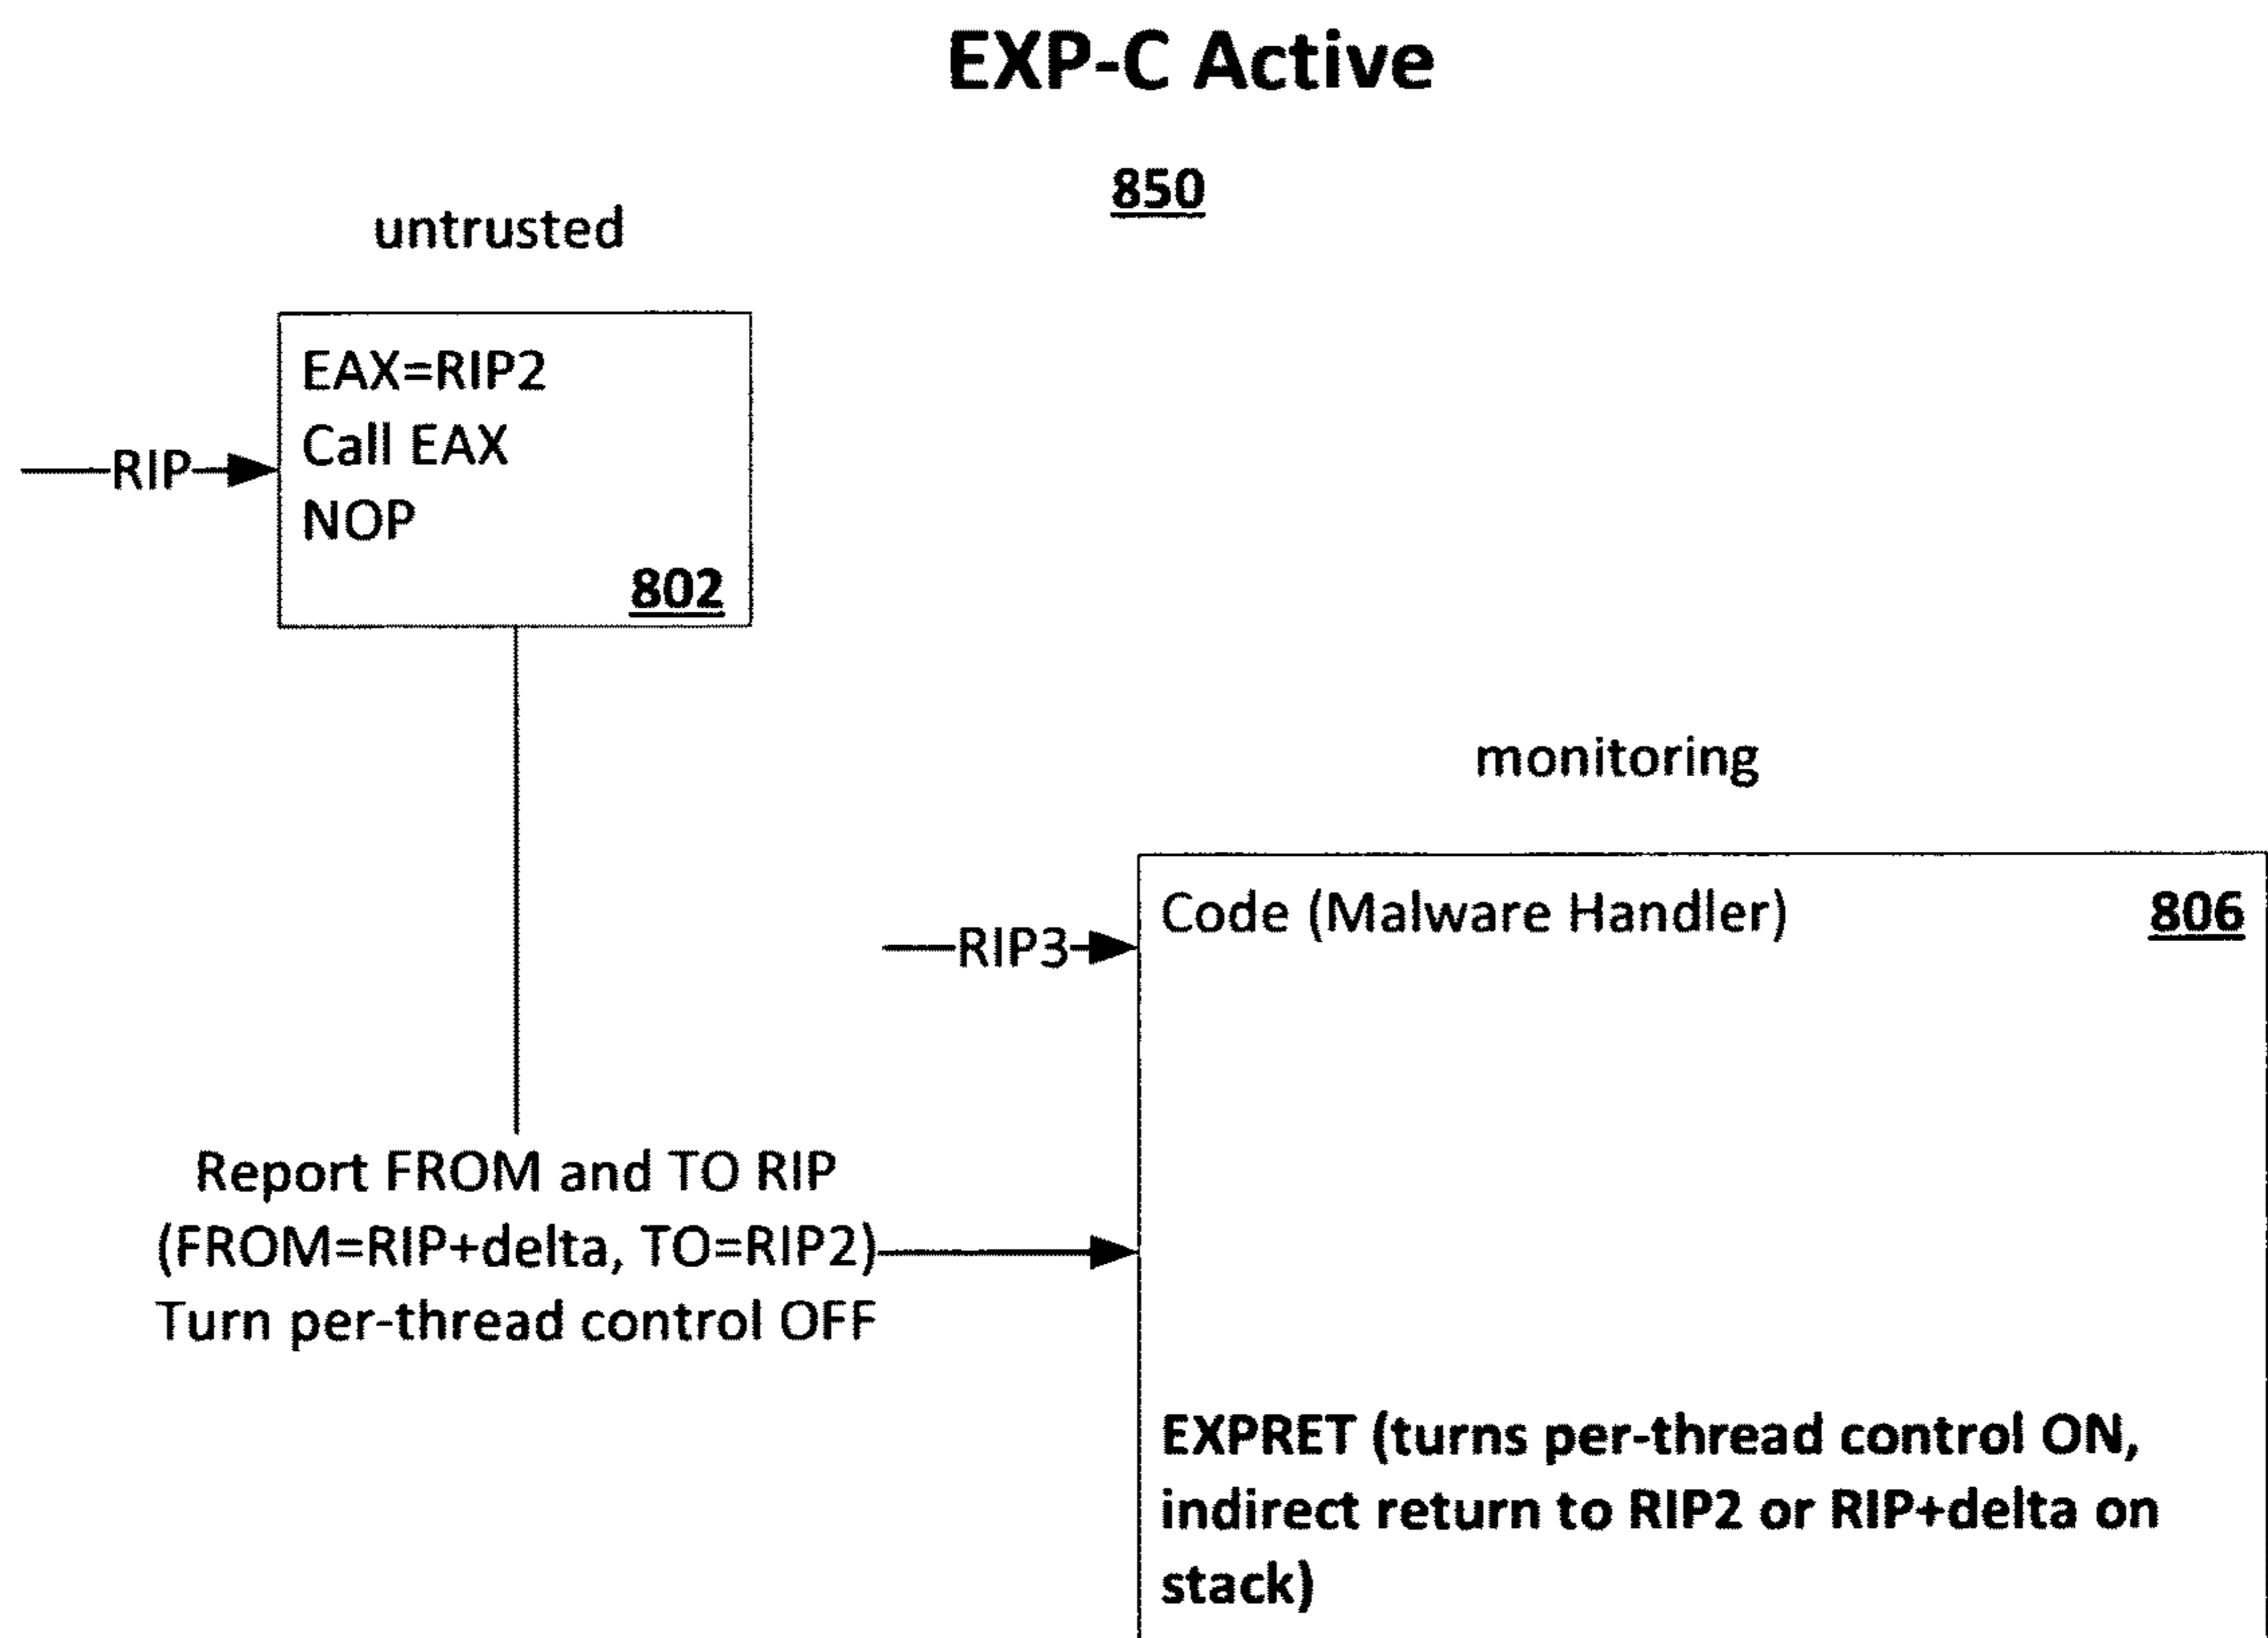 EXP-C Active
850
untrusted
EAX=RIP2
RIP
Call EAX
NOP
802
monitoring
Code (Malware Handler)
806
RIP3
Report FROM and TO RIP
(FROM=RIP+delta, TO=RIP2)
Turn per-thread control OFF
EXPRET (turns per-thread control ON,
indirect return to RIP2 or RIP+delta on
stack)